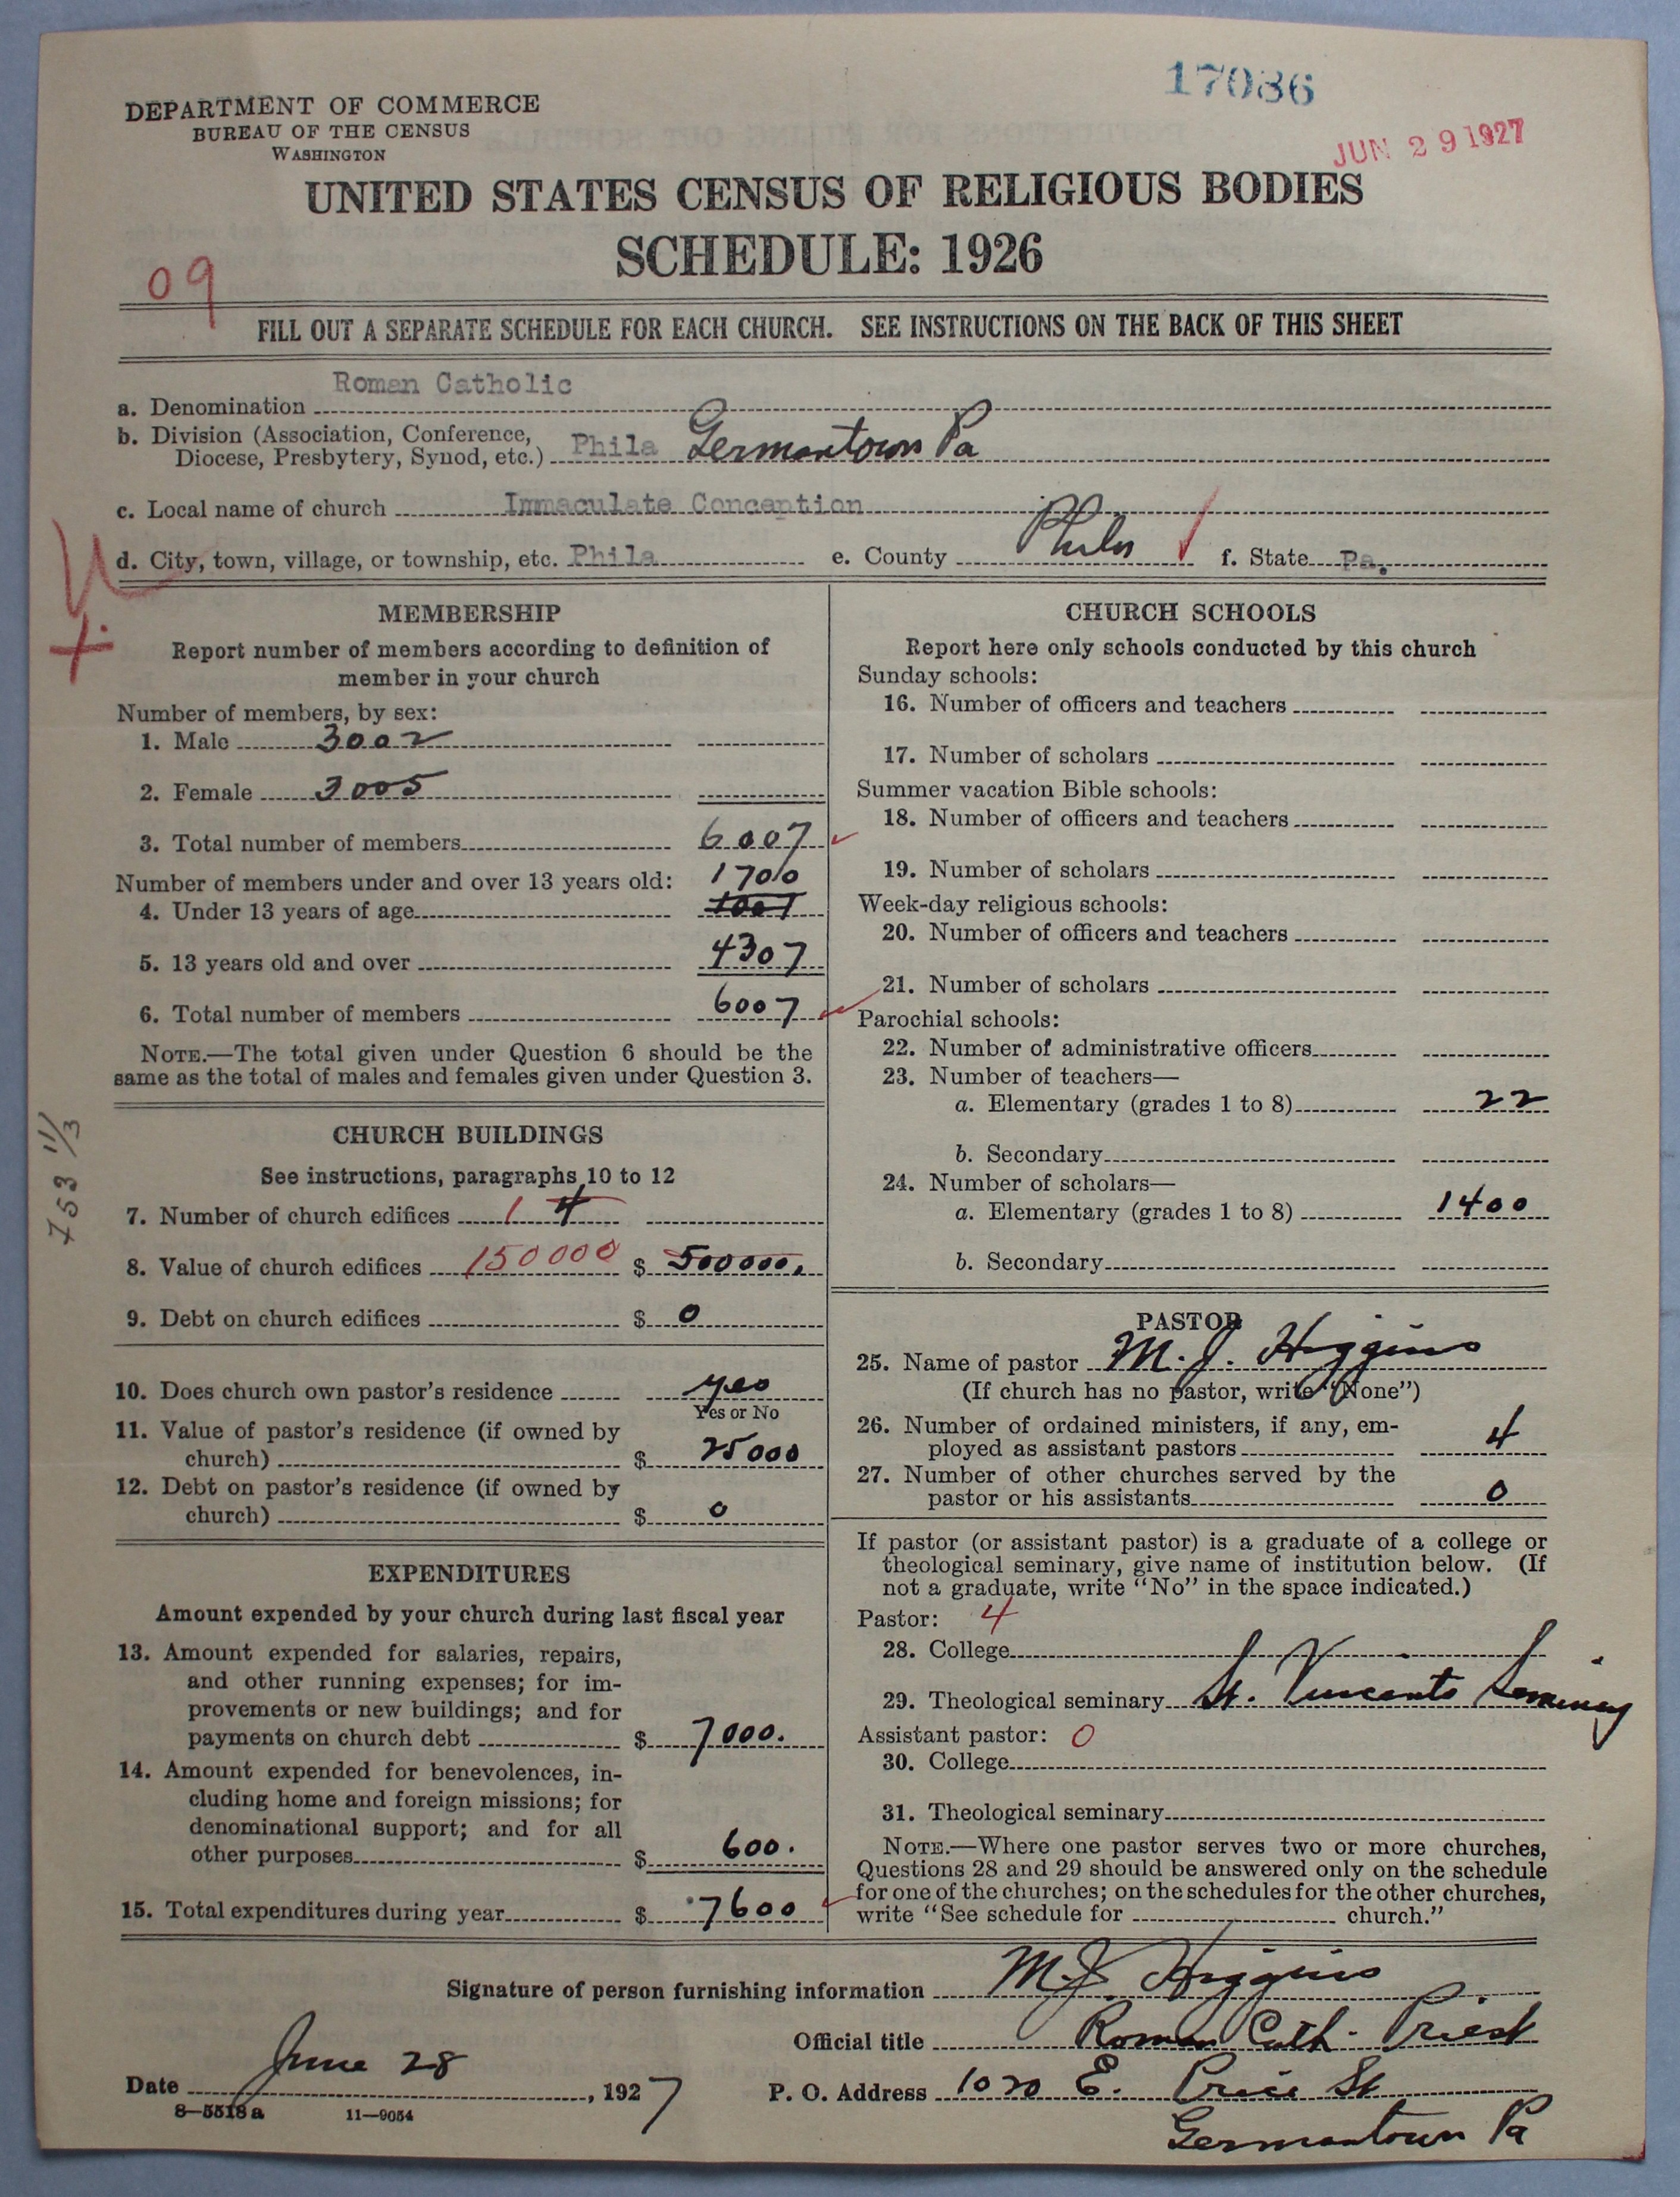 17086
JUN 29 1927
DEPARTMENT OF COMMERCE
BUREAU OF THE CENSUS
WASHINGTON
UNITED STATES CENSUS OF RELIGIOUS BODIES
SCHEDULE: 1926
09
FILL OUT A SEPARATE SCHEDULE FOR EACH CHURCH. SEE INSTRUCTIONS ON THE BACK OF THIS SHEET
a. Denomination Roman Catholic
b. Division (Association, Conference,
Diocese, Presbytery, Synod, etc.) Phila Germantown Pa
c. Local name of church Immaculate Conception
d. City, town, village, or township, etc. Phila e. County Phila f. State Pa.
MEMBERSHIP
Report number of members according to definition of
member in your church
Number of members, by sex:
1. Male 3002
2. Female 3005
3. Total number of members 6007
Number of members under and over 13 years old: 1700
4. Under 13 years of age
5. 13 years old and over 4307
6. Total number of members 6007
NOTE.—The total given under Question 6 should be the
same as the total of males and females given under Question 3.
CHURCH BUILDINGS
See instructions, paragraphs 10 to 12
7. Number of church edifices 1 4
8. Value of church edifices 150000 $ 500000.
9. Debt on church edifices $ 0
10. Does church own pastor's residence yes
Yes or No
11. Value of pastor's residence (if owned by
church) $ 25000
12. Debt on pastor's residence (if owned by
church) $ 0
EXPENDITURES
Amount expended by your church during last fiscal year
13. Amount expended for salaries, repairs,
and other running expenses; for im-
provements or new buildings; and for
payments on church debt $ 7000.
14. Amount expended for benevolences, in-
cluding home and foreign missions; for
denominational support; and for all
other purposes $ 600.
15. Total expenditures during year $ 7600
753 11/3
CHURCH SCHOOLS
Report here only schools conducted by this church
Sunday schools:
16. Number of officers and teachers
17. Number of scholars
Summer vacation Bible schools:
18. Number of officers and teachers
19. Number of scholars
Week-day religious schools:
20. Number of officers and teachers
21. Number of scholars
Parochial schools:
22. Number of administrative officers
23. Number of teachers—
a. Elementary (grades 1 to 8) 22
b. Secondary
24. Number of scholars—
a. Elementary (grades 1 to 8) 1400
b. Secondary
PASTOR
25. Name of pastor M. J. Higgins
(If church has no pastor, write "None")
26. Number of ordained ministers, if any, em-
ployed as assistant pastors 4
27. Number of other churches served by the
pastor or his assistants 0
If pastor (or assistant pastor) is a graduate of a college or
theological seminary, give name of institution below. (If
not a graduate, write "No" in the space indicated.)
Pastor: 4
28. College
29. Theological seminary St. Vincents Seminary
Assistant pastor: 0
30. College
31. Theological seminary
NOTE.—Where one pastor serves two or more churches,
Questions 28 and 29 should be answered only on the schedule
for one of the churches; on the schedules for the other churches,
write "See schedule for church."
Signature of person furnishing information M. J. Higgins
Official title Roman Cath. Priest
Date June 28, 1927 P. O. Address 1020 E. Price St
Germantown Pa
8—5518a 11—9054